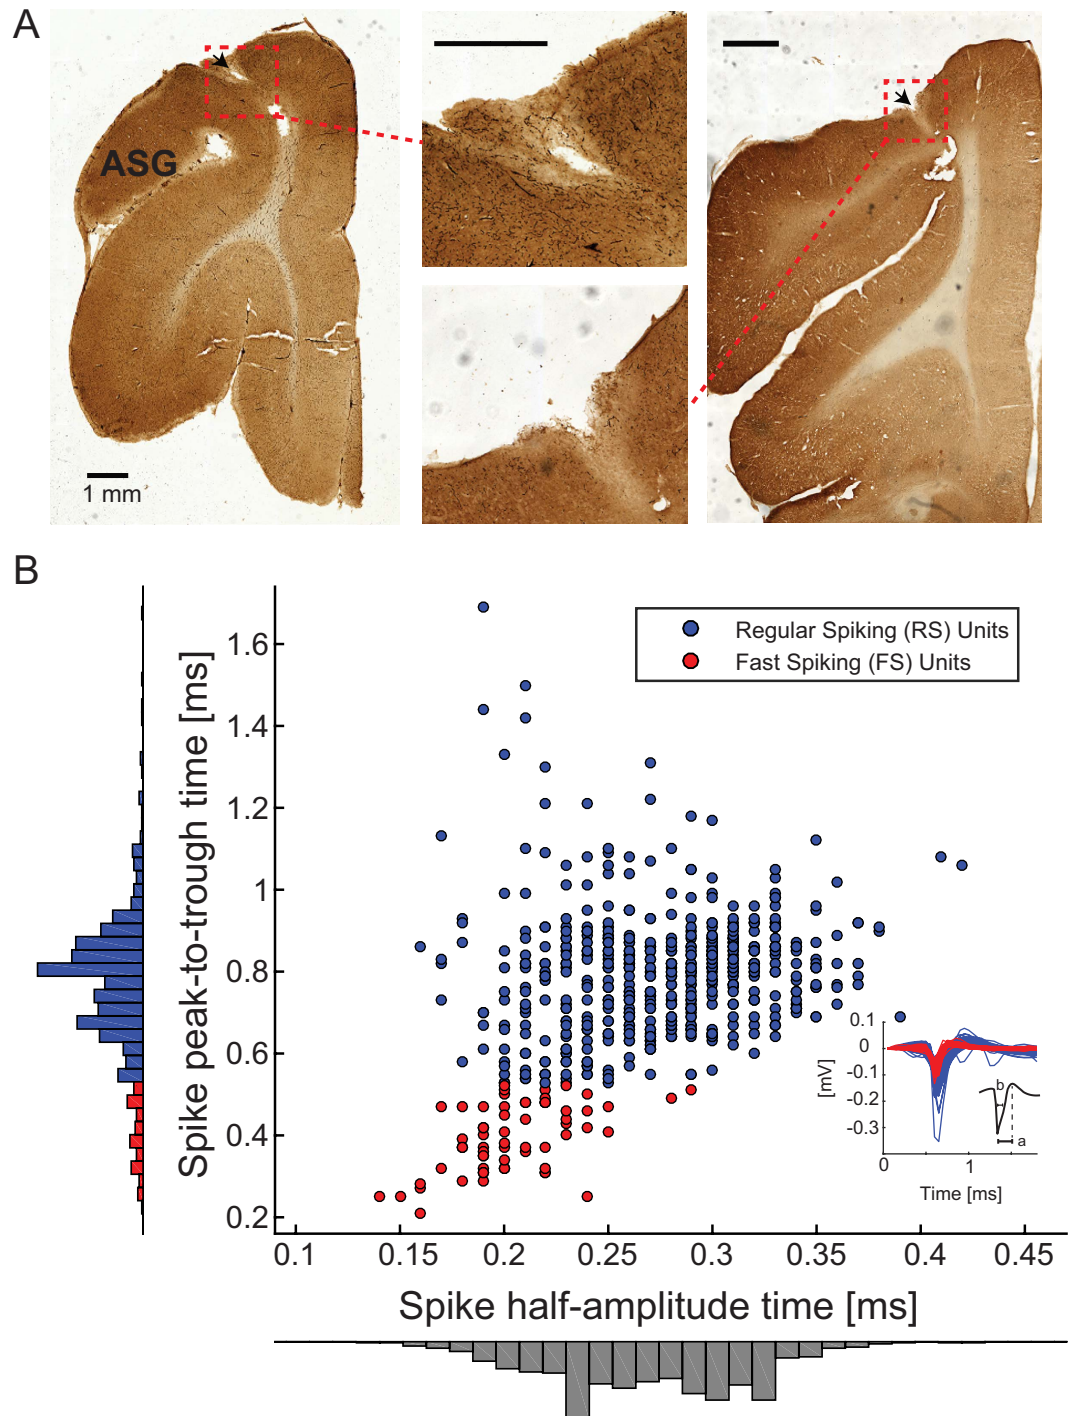 A
ASG
1 mm
B
Spike peak-to-trough time [ms]
1.6
1.4
1.2
1
0.8
0.6
0.4
0.2
Regular Spiking (RS) Units
Fast Spiking (FS) Units
0.1
0
-0.1
-0.2
-0.3
[mV]
b
a
0
1
Time [ms]
0.1
0.15
0.2
0.25
0.3
0.35
0.4
0.45
Spike half-amplitude time [ms]